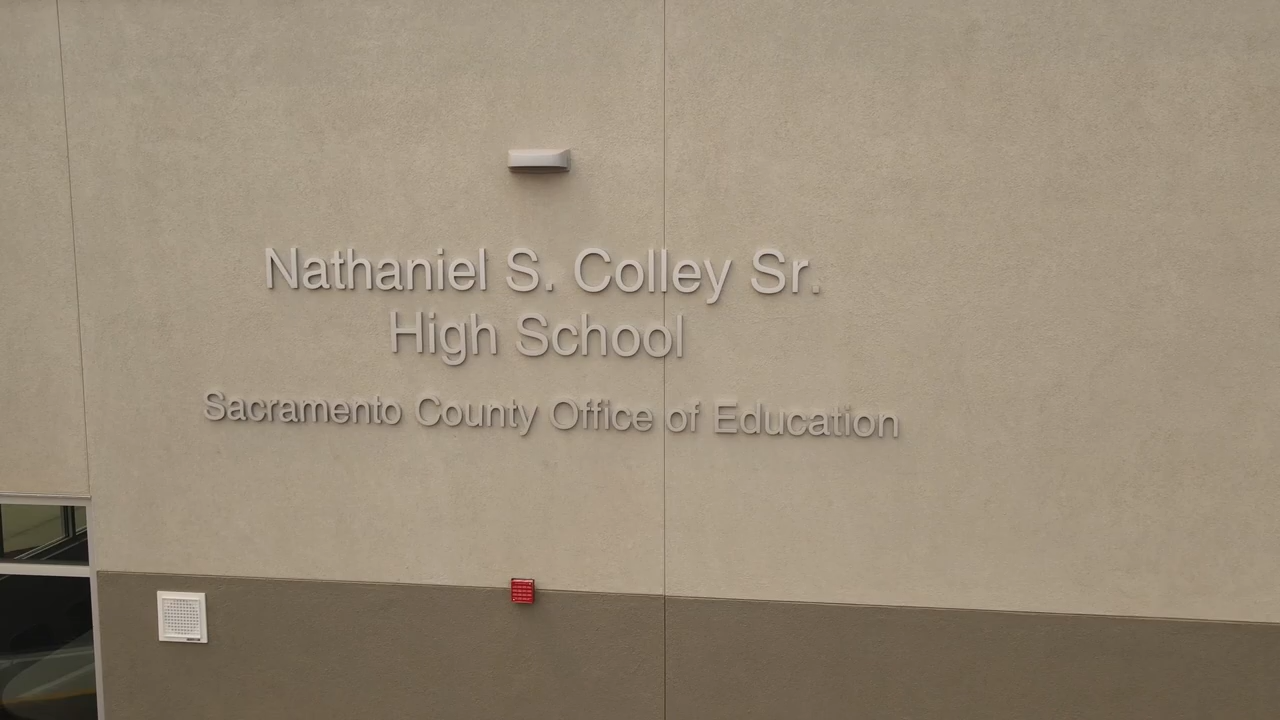 Nathaniel S. Colley Sr.
High School
Sacramento County Office of Education